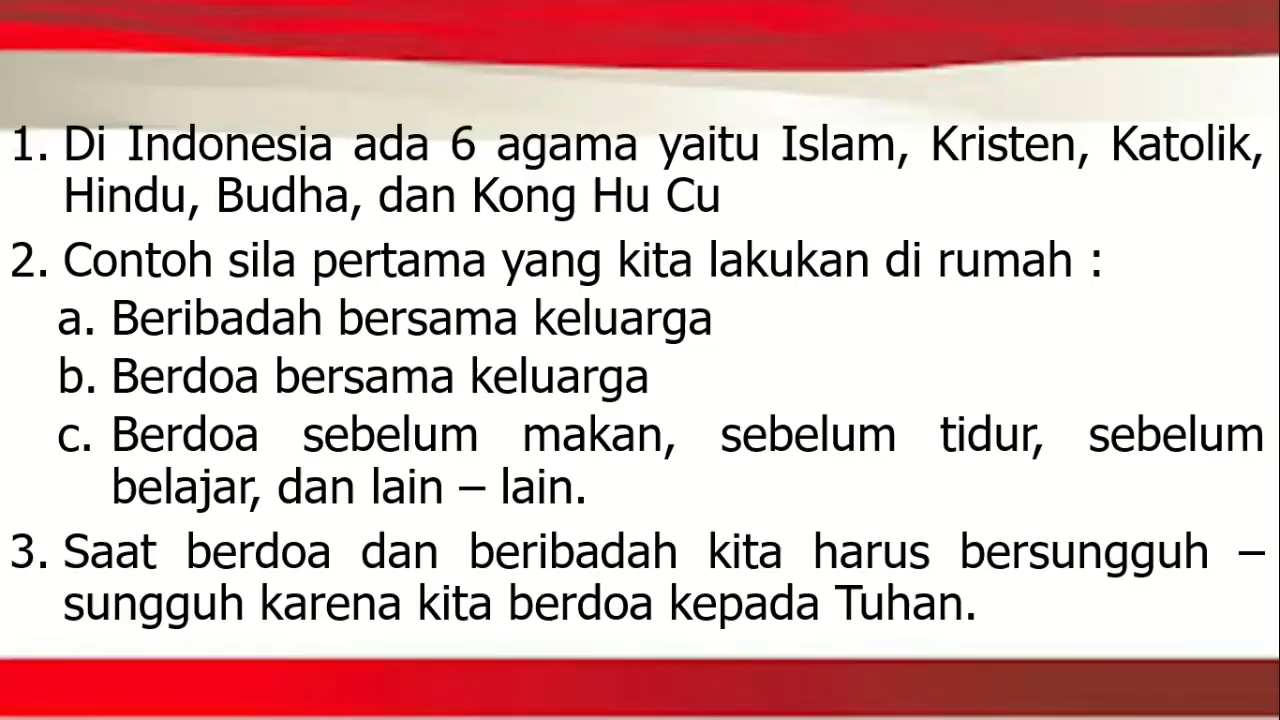 1. Di Indonesia ada 6 agama yaitu Islam, Kristen, Katolik,
Hindu, Budha, dan Kong Hu Cu
2. Contoh sila pertama yang kita lakukan di rumah :
a. Beribadah bersama keluarga
b. Berdoa bersama keluarga
c. Berdoa sebelum makan, sebelum tidur, sebelum
belajar, dan lain – lain.
3. Saat berdoa dan beribadah kita harus bersungguh –
sungguh karena kita berdoa kepada Tuhan.